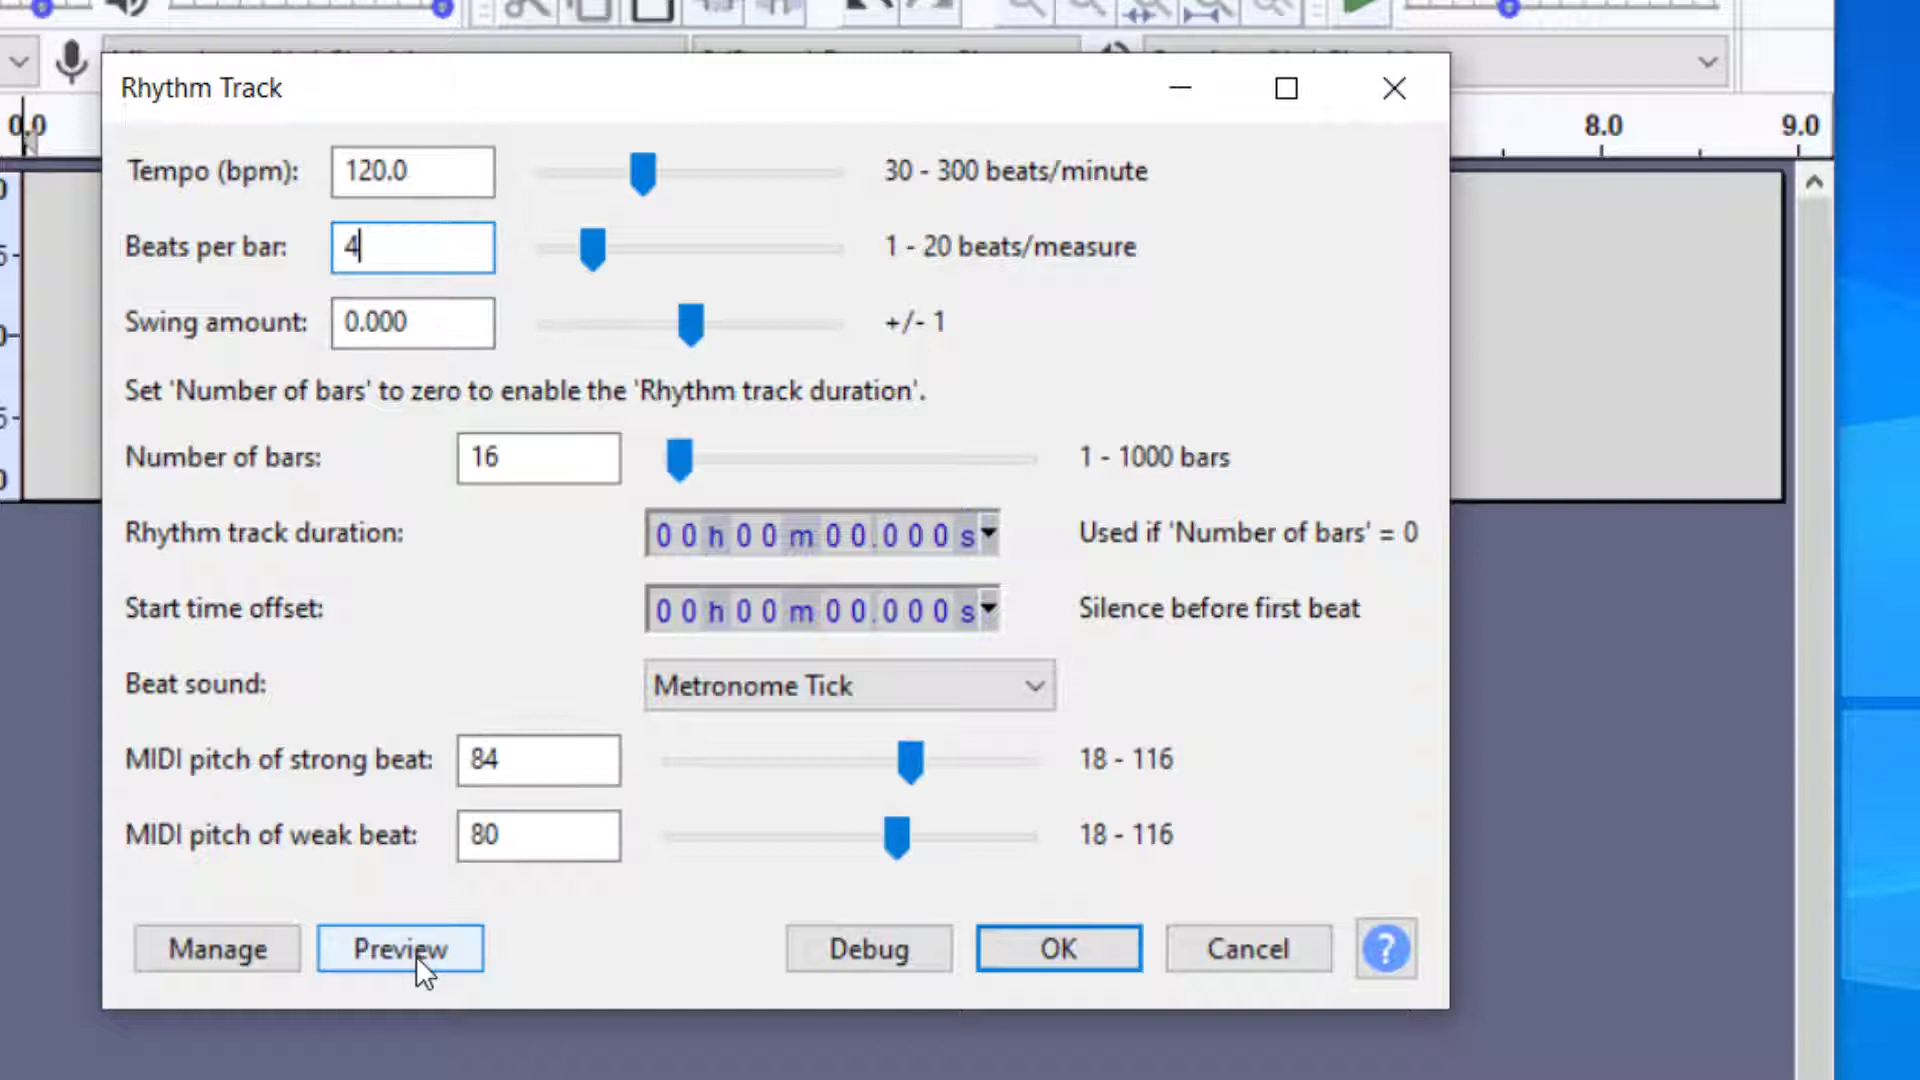 Rhythm Track
0.0
8.0 9.0
Tempo (bpm): 120.0 30 - 300 beats/minute
Beats per bar: 4 1 - 20 beats/measure
Swing amount: 0.000 +/- 1
Set 'Number of bars' to zero to enable the 'Rhythm track duration'.
Number of bars: 16 1 - 1000 bars
Rhythm track duration: 00h00m00.000s Used if 'Number of bars' = 0
Start time offset: 00h00m00.000s Silence before first beat
Beat sound: Metronome Tick
MIDI pitch of strong beat: 84 18 - 116
MIDI pitch of weak beat: 80 18 - 116
Manage Preview Debug OK Cancel ?